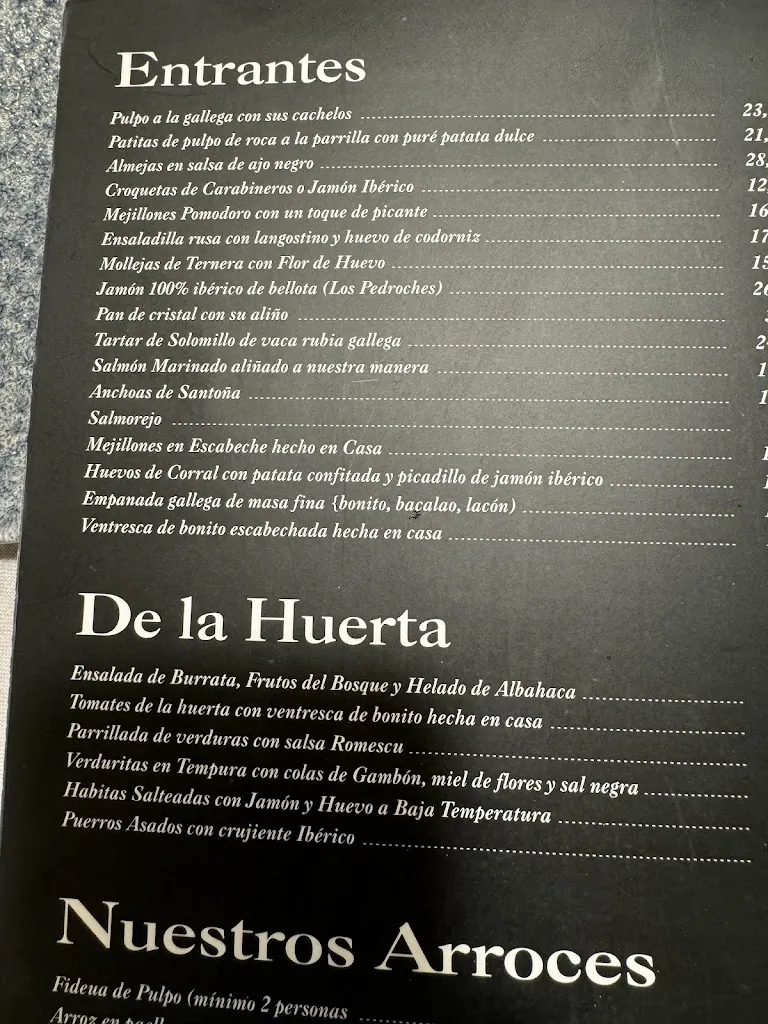 Entrantes
Pulpo a la gallega con sus cachelos 23,
Patitas de pulpo de roca a la parrilla con puré patata dulce 21,
Almejas en salsa de ajo negro 28,
Croquetas de Carabineros o Jamón Ibérico 12,
Mejillones Pomodoro con un toque de picante 16
Ensaladilla rusa con langostino y huevo de codorniz 17
Mollejas de Ternera con Flor de Huevo 15
Jamón 100% ibérico de bellota (Los Pedroches) 26
Pan de cristal con su aliño
Tartar de Solomillo de vaca rubia gallega 2
Salmón Marinado aliñado a nuestra manera 1
Anchoas de Santoña 1
Salmorejo
Mejillones en Escabeche hecho en Casa
Huevos de Corral con patata confitada y picadillo de jamón ibérico
Empanada gallega de masa fina {bonito, bacalao, lacón)
Ventresca de bonito escabechada hecha en casa
De la Huerta
Ensalada de Burrata, Frutos del Bosque y Helado de Albahaca
Tomates de la huerta con ventresca de bonito hecha en casa
Parrillada de verduras con salsa Romescu
Verduritas en Tempura con colas de Gambón, miel de flores y sal negra
Habitas Salteadas con Jamón y Huevo a Baja Temperatura
Puerros Asados con crujiente Ibérico
Nuestros Arroces
Fideua de Pulpo (mínimo 2 personas
Arroz en